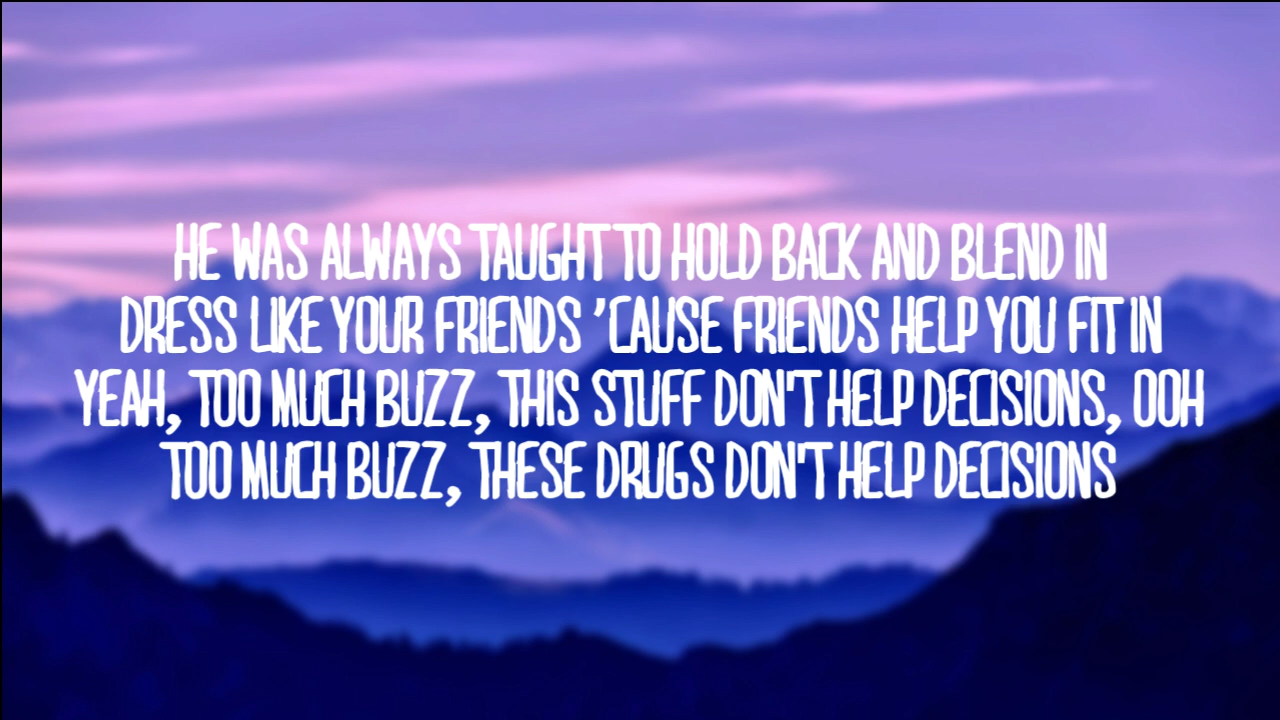 HE WAS ALWAYS TAUGHT TO HOLD BACK AND BLEND IN
DRESS LIKE YOUR FRIENDS 'CAUSE FRIENDS HELP YOU FIT IN
YEAH, TOO MUCH BUZZ, THIS STUFF DON'T HELP DECISIONS, OOH
TOO MUCH BUZZ, THESE DRUGS DON'T HELP DECISIONS